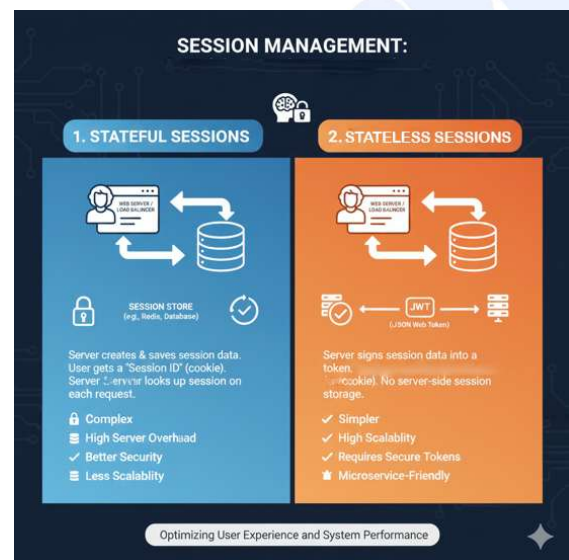 SESSION MANAGEMENT:
1. STATEFUL SESSIONS
WEB SERVER /
LOAD BALANCER
SESSION STORE
(eg., Redis, Database)
Server creates & saves session data.
User gets a "Session ID" (cookie).
Server looks up session on
each request.
Complex
High Server Overhead
Better Security
Less Scalablity
2. STATELESS SESSIONS
WEB SERVER /
LOAD BALANCER
JWT
(JSON Web Token)
Server signs session data into a
token.
(cookie). No server-side session
storage.
Simpler
High Scalablity
Requires Secure Tokens
Microservice-Friendly
Optimizing User Experience and System Performance